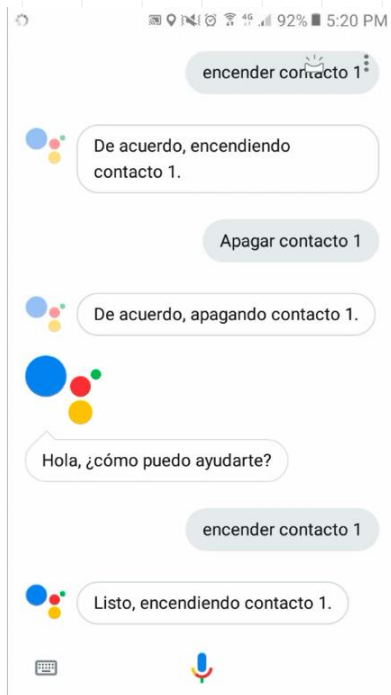 4G 92% 5:20 PM
encender contacto 1
De acuerdo, encendiendo
contacto 1.
Apagar contacto 1
De acuerdo, apagando contacto 1.
Hola, ¿cómo puedo ayudarte?
encender contacto 1
Listo, encendiendo contacto 1.